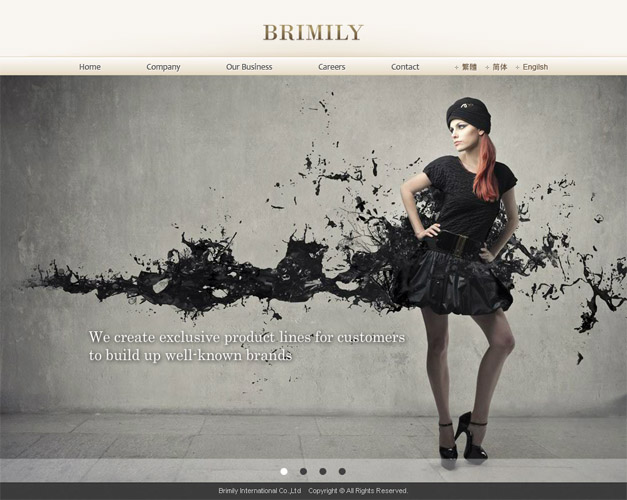 BRIMILY
Home Company Our Business Careers Contact 繁體 简体 English
We create exclusive product lines for customers
to build up well-known brands
Brimily International Co.,Ltd Copyright © All Rights Reserved.